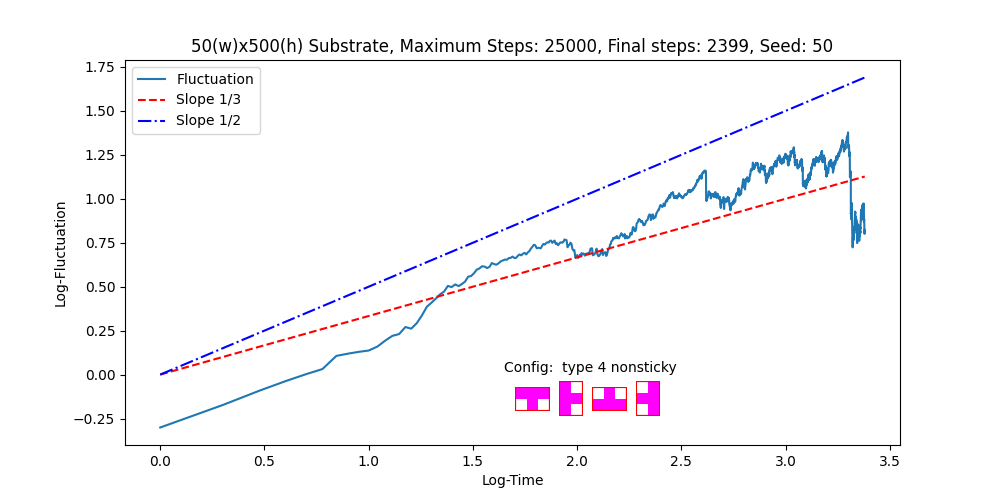 50(w)x500(h) Substrate, Maximum Steps: 25000, Final steps: 2399, Seed: 50
Fluctuation
Slope 1/3
Slope 1/2
1.75
1.50
1.25
1.00
0.75
0.50
0.25
0.00
−0.25
Log-Fluctuation
Config:  type 4 nonsticky
0.0 0.5 1.0 1.5 2.0 2.5 3.0 3.5
Log-Time